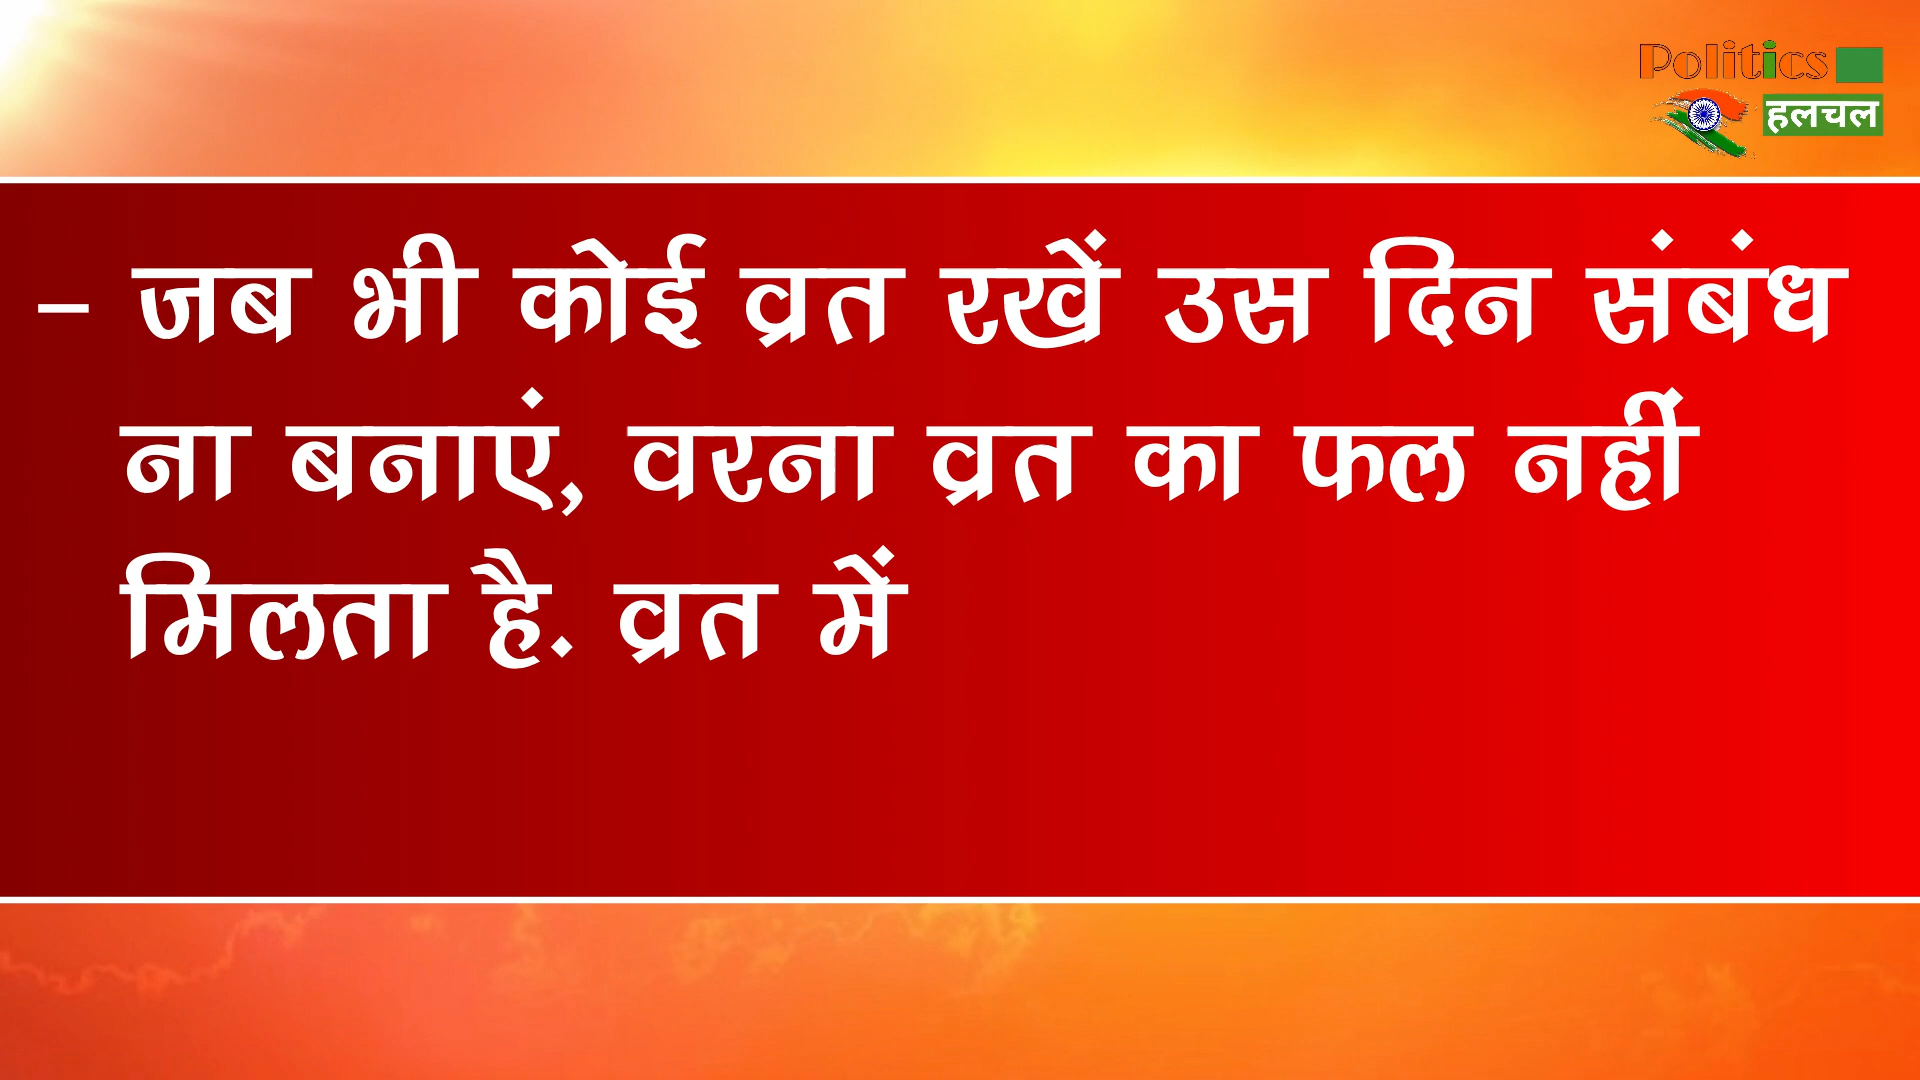 Politics
हलचल
– जब भी कोई व्रत रखें उस दिन संबंध
ना बनाएं, वरना व्रत का फल नहीं
मिलता है. व्रत में